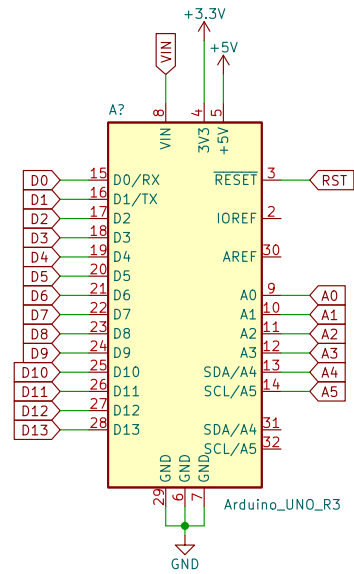 +3.3V
+5V
VIN
A?
8 4 5
VIN 3V3 +5V
D0 15 D0/RX RESET 3 RST
D1 16 D1/TX
D2 17 D2 IOREF 2
D3 18 D3
D4 19 D4 AREF 30
D5 20 D5
D6 21 D6 A0 9 A0
D7 22 D7 A1 10 A1
D8 23 D8 A2 11 A2
D9 24 D9 A3 12 A3
D10 25 D10 SDA/A4 13 A4
D11 26 D11 SCL/A5 14 A5
D12 27 D12
D13 28 D13 SDA/A4 31
SCL/A5 32
GND GND GND
29 6 7
Arduino_UNO_R3
GND